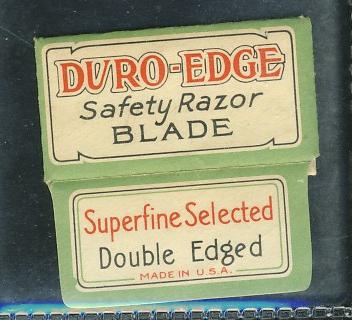 DURO-EDGE
Safety Razor
BLADE
Superfine Selected
Double Edged
MADE IN U.S.A.